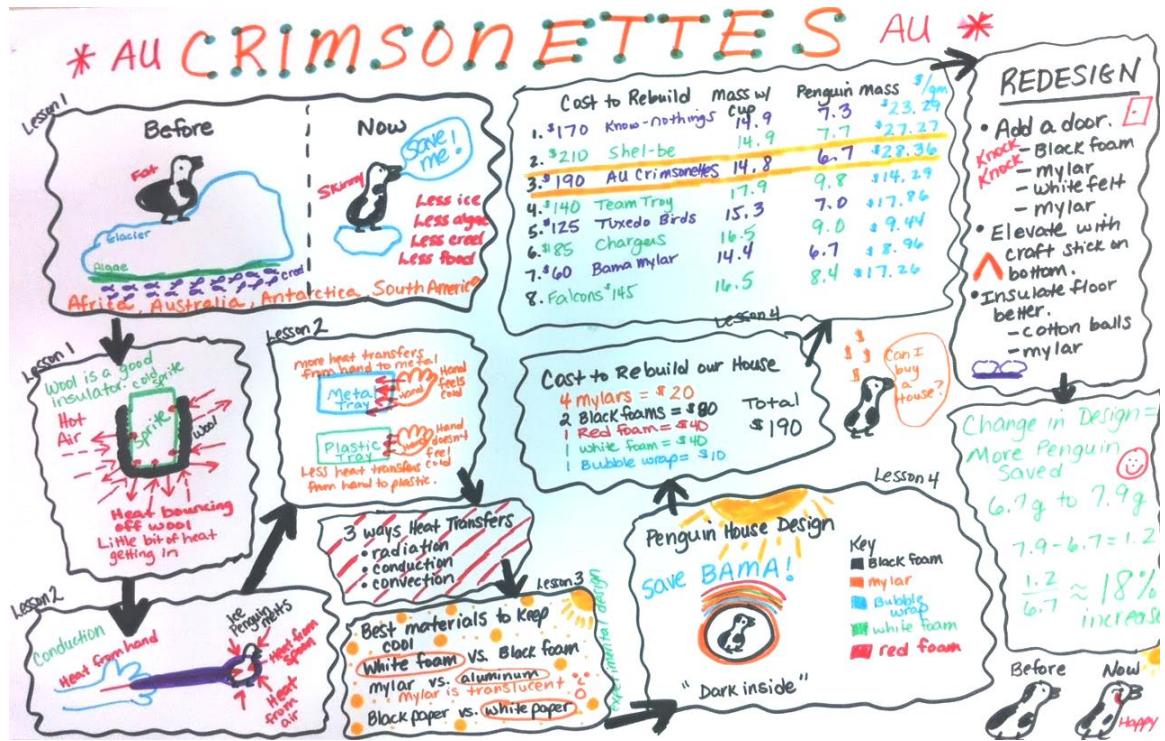 * AU CRIMSONETTES AU *
Lesson 1
Before
Now
Fat
Save me!
Skinny
Glacier
Less ice
Less algae
Less creel
Less food
Algae
creel
Africa, Australia, Antarctica, South America
Lesson 1
Wool is a good
insulator.
cold sprite
Hot
Air
Sprite
wool
Heat bouncing
off wool
Little bit of heat
getting in
Lesson 2
Conduction
Heat from hand
Ice
Penguin melts
Heat from
Spoon
Heat
from
air
Lesson 2
more heat transfers
from hand to metal
Metal
Tray
Hand
feels
cold
Plastic
Tray
Hand
doesn't
feel
cold
Less heat transfers
from hand to plastic.
3 ways Heat Transfers
• radiation
• conduction
• convection
Lesson 3
Best materials to Keep
cool
White foam vs. Black foam
mylar vs. aluminum
Mylar is translucent
Black paper vs. white paper
experimental design
Lesson 4
Penguin House Design
Save BAMA!
"Dark inside"
Key
Black foam
mylar
Bubble
wrap
white foam
red foam
Lesson 4
Cost to Rebuild our House
4 mylars = $20
2 Black foams = $80
1 Red foam = $40
1 white foam = $40
1 Bubble wrap = $10
Total
$190
$ $ $ $
Can I
buy
a
House?
Cost to Rebuild Mass w/ cup Penguin mass $/gm
1. $170 Know-nothings 14.9 7.3 $23.29
2. $210 Shel-be 14.9 7.7 $27.27
3. $190 AU Crimsonettes 14.8 6.7 $28.36
4. $140 Team Troy 17.9 9.8 $14.29
5. $125 Tuxedo Birds 15.3 7.0 $17.86
6. $85 Chargers 16.5 9.0 $9.44
7. $60 Bama Mylar 14.4 6.7 $8.96
8. Falcons $145 16.5 8.4 $17.26
REDESIGN
• Add a door.
Knock
Knock
- Black foam
- mylar
- white felt
- mylar
• Elevate with
craft stick on
bottom.
• Insulate floor
better.
- cotton balls
- mylar
Change in Design =
More Penguin
Saved
6.7g to 7.9g
7.9-6.7=1.2
1.2/6.7 ≈ 18%
increase
Before
Now
Happy